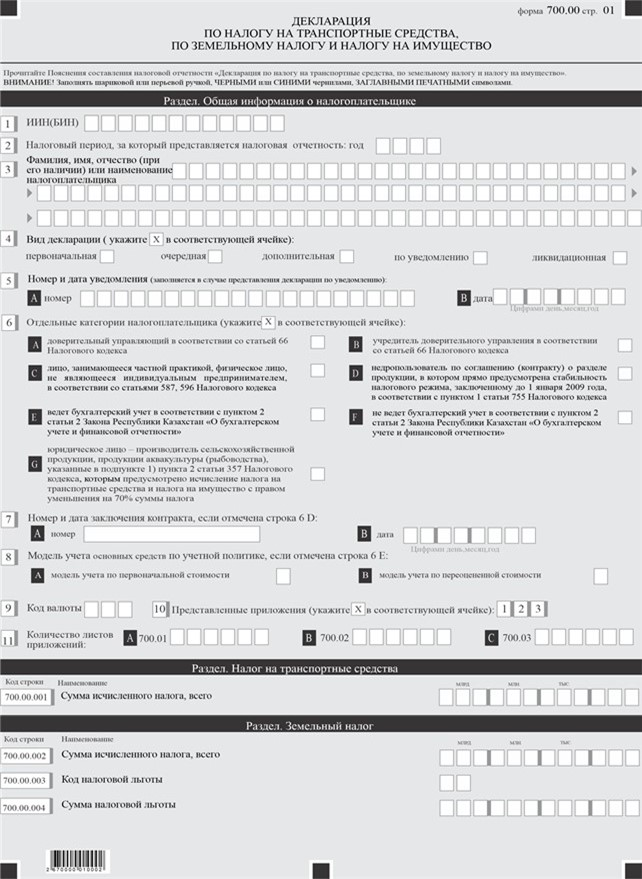 форма 700.00 стр. 01
ДЕКЛАРАЦИЯ
ПО НАЛОГУ НА ТРАНСПОРТНЫЕ СРЕДСТВА,
ПО ЗЕМЕЛЬНОМУ НАЛОГУ И НАЛОГУ НА ИМУЩЕСТВО
Прочитайте Пояснения составления налоговой отчетности «Декларация по налогу на транспортные средства, по земельному налогу и налогу на имущество».
ВНИМАНИЕ! Заполнять шариковой или перьевой ручкой, ЧЕРНЫМИ или СИНИМИ чернилами, ЗАГЛАВНЫМИ ПЕЧАТНЫМИ символами.
Раздел. Общая информация о налогоплательщике
1 ИИН(БИН)
2 Налоговый период, за который представляется налоговая отчетность: год
3 Фамилия, имя, отчество (при
его наличии) или наименование
налогоплательщика
4 Вид декларации ( укажите X в соответствующей ячейке):
первоначальная очередная дополнительная по уведомлению ликвидационная
5 Номер и дата уведомления (заполняется в случае представления декларации по уведомлению):
A номер B дата
Цифрами день,месяц,год
6 Отдельные категории налогоплательщика (укажите X в соответствующей ячейке):
A доверительный управляющий в соответствии со статьей 66
Налогового кодекса
B учредитель доверительного управления в соответствии
со статьей 66 Налогового кодекса
C лицо, занимающееся частной практикой, физическое лицо,
не являющееся индивидуальным предпринимателем,
в соответствии со статьями 587, 596 Налогового кодекса
D недропользователь по соглашению (контракту) о разделе
продукции, в котором прямо предусмотрена стабильность
налогового режима, заключенному до 1 января 2009 года,
в соответствии с пунктом 1 статьи 755 Налогового кодекса
E ведет бухгалтерский учет в соответствии с пунктом 2
статьи 2 Закона Республики Казахстан «О бухгалтерском
учете и финансовой отчетности»
F не ведет бухгалтерский учет в соответствии с пунктом 2
статьи 2 Закона Республики Казахстан «О бухгалтерском
учете и финансовой отчетности»
G юридическое лицо – производитель сельскохозяйственной
продукции, продукции аквакультуры (рыбоводства),
указанные в подпункте 1) пункта 2 статьи 357 Налогового
кодекса, которым предусмотрено исчисление налога на
транспортные средства и налога на имущество с правом
уменьшения на 70% суммы налога
7 Номер и дата заключения контракта, если отмечена строка 6 D:
A номер B дата
Цифрами день,месяц,год
8 Модель учета основных средств по учетной политике, если отмечена строка 6 E:
A модель учета по первоначальной стоимости B модель учета по переоцененной стоимости
9 Код валюты 10 Представленные приложения (укажите X в соответствующей ячейке): 1 2 3
11 Количество листов
приложений:
A 700.01 B 700.02 C 700.03
Раздел. Налог на транспортные средства
Код строки Наименование млрд млн тыс
700.00.001 Сумма исчисленного налога, всего
Раздел. Земельный налог
Код строки Наименование млрд млн тыс
700.00.002 Сумма исчисленного налога, всего
700.00.003 Код налоговой льготы
700.00.004 Сумма налоговой льготы
2670000010002